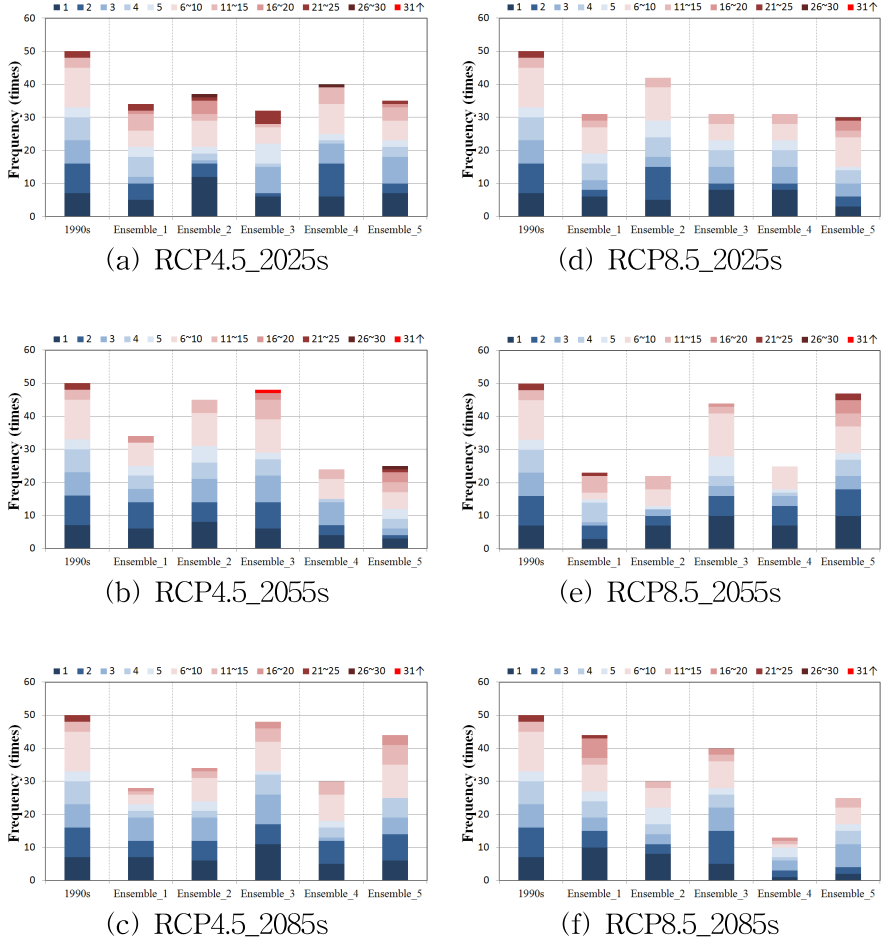 1 2 3 4 5 6~10 11~15 16~20 21~25 26~30 31↑
Frequency (times)
60
50
40
30
20
10
0
1990s Ensemble_1 Ensemble_2 Ensemble_3 Ensemble_4 Ensemble_5
(a) RCP4.5_2025s
1 2 3 4 5 6~10 11~15 16~20 21~25 26~30 31↑
Frequency (times)
60
50
40
30
20
10
0
1990s Ensemble_1 Ensemble_2 Ensemble_3 Ensemble_4 Ensemble_5
(d) RCP8.5_2025s
1 2 3 4 5 6~10 11~15 16~20 21~25 26~30 31↑
Frequency (times)
60
50
40
30
20
10
0
1990s Ensemble_1 Ensemble_2 Ensemble_3 Ensemble_4 Ensemble_5
(b) RCP4.5_2055s
1 2 3 4 5 6~10 11~15 16~20 21~25 26~30 31↑
Frequency (times)
60
50
40
30
20
10
0
1990s Ensemble_1 Ensemble_2 Ensemble_3 Ensemble_4 Ensemble_5
(e) RCP8.5_2055s
1 2 3 4 5 6~10 11~15 16~20 21~25 26~30 31↑
Frequency (times)
60
50
40
30
20
10
0
1990s Ensemble_1 Ensemble_2 Ensemble_3 Ensemble_4 Ensemble_5
(c) RCP4.5_2085s
1 2 3 4 5 6~10 11~15 16~20 21~25 26~30 31↑
Frequency (times)
60
50
40
30
20
10
0
1990s Ensemble_1 Ensemble_2 Ensemble_3 Ensemble_4 Ensemble_5
(f) RCP8.5_2085s